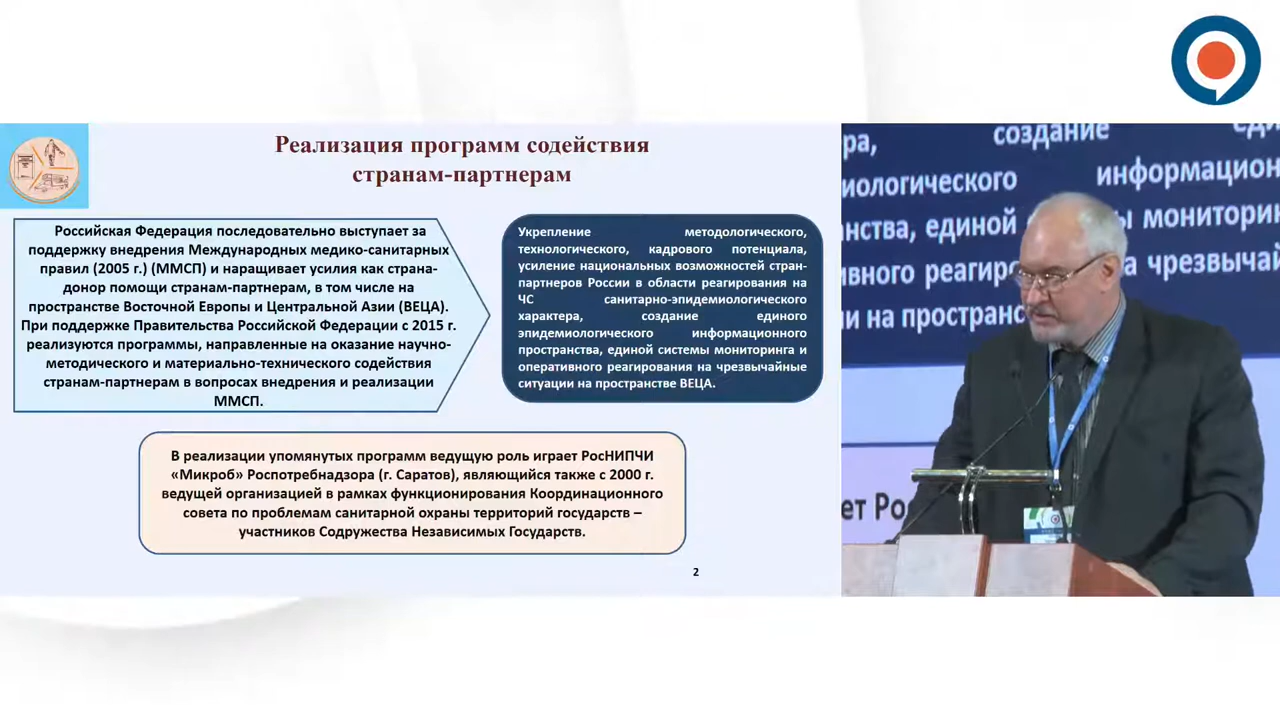 Реализация программ содействия
странам-партнерам
Российская Федерация последовательно выступает за
поддержку внедрения Международных медико-санитарных
правил (2005 г.) (ММСП) и наращивает усилия как страна-
донор помощи странам-партнерам, в том числе на
пространстве Восточной Европы и Центральной Азии (ВЕЦА).
При поддержке Правительства Российской Федерации с 2015 г.
реализуются программы, направленные на оказание научно-
методического и материально-технического содействия
странам-партнерам в вопросах внедрения и реализации
ММСП.
Укрепление методологического,
технологического, кадрового потенциала,
усиление национальных возможностей стран-
партнеров России в области реагирования на
ЧС санитарно-эпидемиологического
характера, создание единого
эпидемиологического информационного
пространства, единой системы мониторинга и
оперативного реагирования на чрезвычайные
ситуации на пространстве ВЕЦА.
В реализации упомянутых программ ведущую роль играет РосНИПЧИ
«Микроб» Роспотребнадзора (г. Саратов), являющийся также с 2000 г.
ведущей организацией в рамках функционирования Координационного
совета по проблемам санитарной охраны территорий государств –
участников Содружества Независимых Государств.
2
ра, создание
иологического информацион
нства, единой мониторин
ивного реагиро а чрезвычай
и на пространс
ет Ро